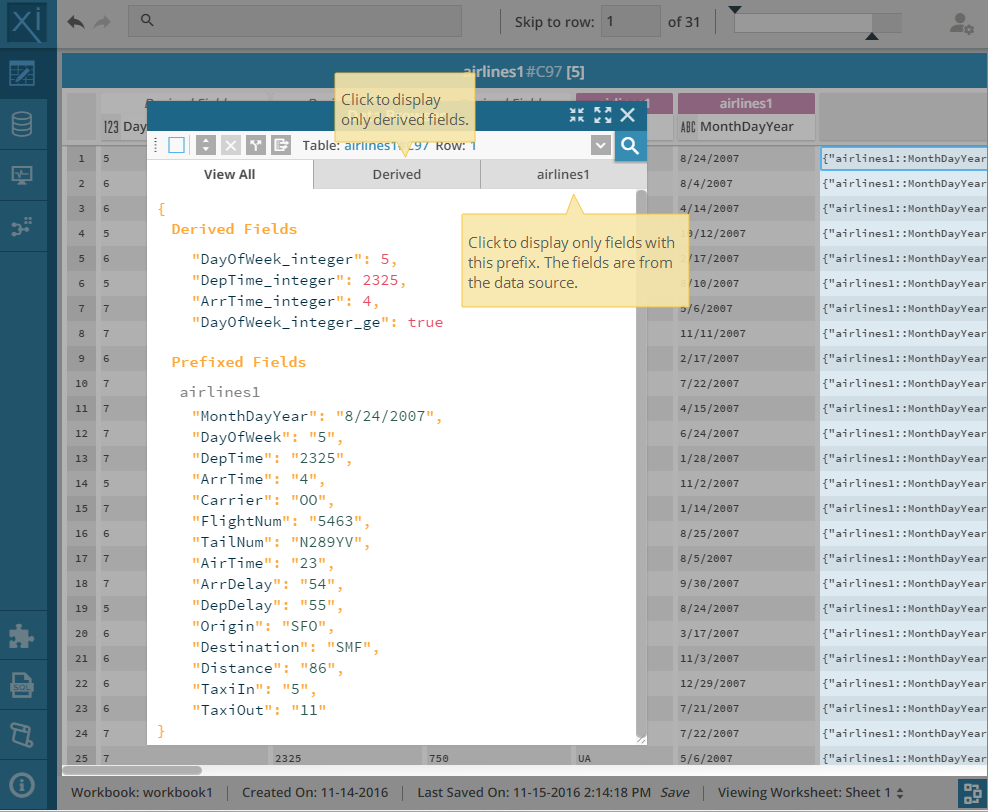 Xi
Skip to row: 1 of 31
airlines1#C97 [5]
airlines1
123 Day
ABC MonthDayYear
Click to display
only derived fields.
Table: airlines1#C97 Row: 1
View All Derived airlines1
Click to display only fields with
this prefix. The fields are from
the data source.
{
Derived Fields
"DayOfWeek_integer": 5,
"DepTime_integer": 2325,
"ArrTime_integer": 4,
"DayOfWeek_integer_ge": true
Prefixed Fields
airlines1
"MonthDayYear": "8/24/2007",
"DayOfWeek": "5",
"DepTime": "2325",
"ArrTime": "4",
"Carrier": "OO",
"FlightNum": "5463",
"TailNum": "N289YV",
"AirTime": "23",
"ArrDelay": "54",
"DepDelay": "55",
"Origin": "SFO",
"Destination": "SMF",
"Distance": "86",
"TaxiIn": "5",
"TaxiOut": "11"
}
1 5 8/24/2007 {"airlines1::MonthDayYear
2 6 8/4/2007 {"airlines1::MonthDayYear
3 6 4/14/2007 {"airlines1::MonthDayYear
4 5 /12/2007 {"airlines1::MonthDayYear
5 6 /17/2007 {"airlines1::MonthDayYear
6 5 /10/2007 {"airlines1::MonthDayYear
7 7 5/6/2007 {"airlines1::MonthDayYear
8 7 11/11/2007 {"airlines1::MonthDayYear
9 6 2/17/2007 {"airlines1::MonthDayYear
10 7 7/22/2007 {"airlines1::MonthDayYear
11 7 4/15/2007 {"airlines1::MonthDayYear
12 7 6/24/2007 {"airlines1::MonthDayYear
13 7 1/28/2007 {"airlines1::MonthDayYear
14 5 11/2/2007 {"airlines1::MonthDayYear
15 7 1/14/2007 {"airlines1::MonthDayYear
16 6 8/25/2007 {"airlines1::MonthDayYear
17 7 8/5/2007 {"airlines1::MonthDayYear
18 7 9/30/2007 {"airlines1::MonthDayYear
19 5 8/24/2007 {"airlines1::MonthDayYear
20 6 3/17/2007 {"airlines1::MonthDayYear
21 6 11/3/2007 {"airlines1::MonthDayYear
22 6 12/29/2007 {"airlines1::MonthDayYear
23 6 7/21/2007 {"airlines1::MonthDayYear
24 7 7/22/2007 {"airlines1::MonthDayYear
25 7 2325 750 UA 5/6/2007 {"airlines1::MonthDayYear
SQL
Workbook: workbook1 Created On: 11-14-2016 Last Saved On: 11-15-2016 2:14:18 PM Save Viewing Worksheet: Sheet 1